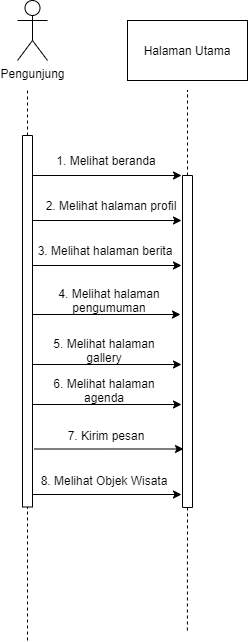 Pengunjung
Halaman Utama
1. Melihat beranda
2. Melihat halaman profil
3. Melihat halaman berita
4. Melihat halaman
pengumuman
5. Melihat halaman
gallery
6. Melihat halaman
agenda
7. Kirim pesan
8. Melihat Objek Wisata